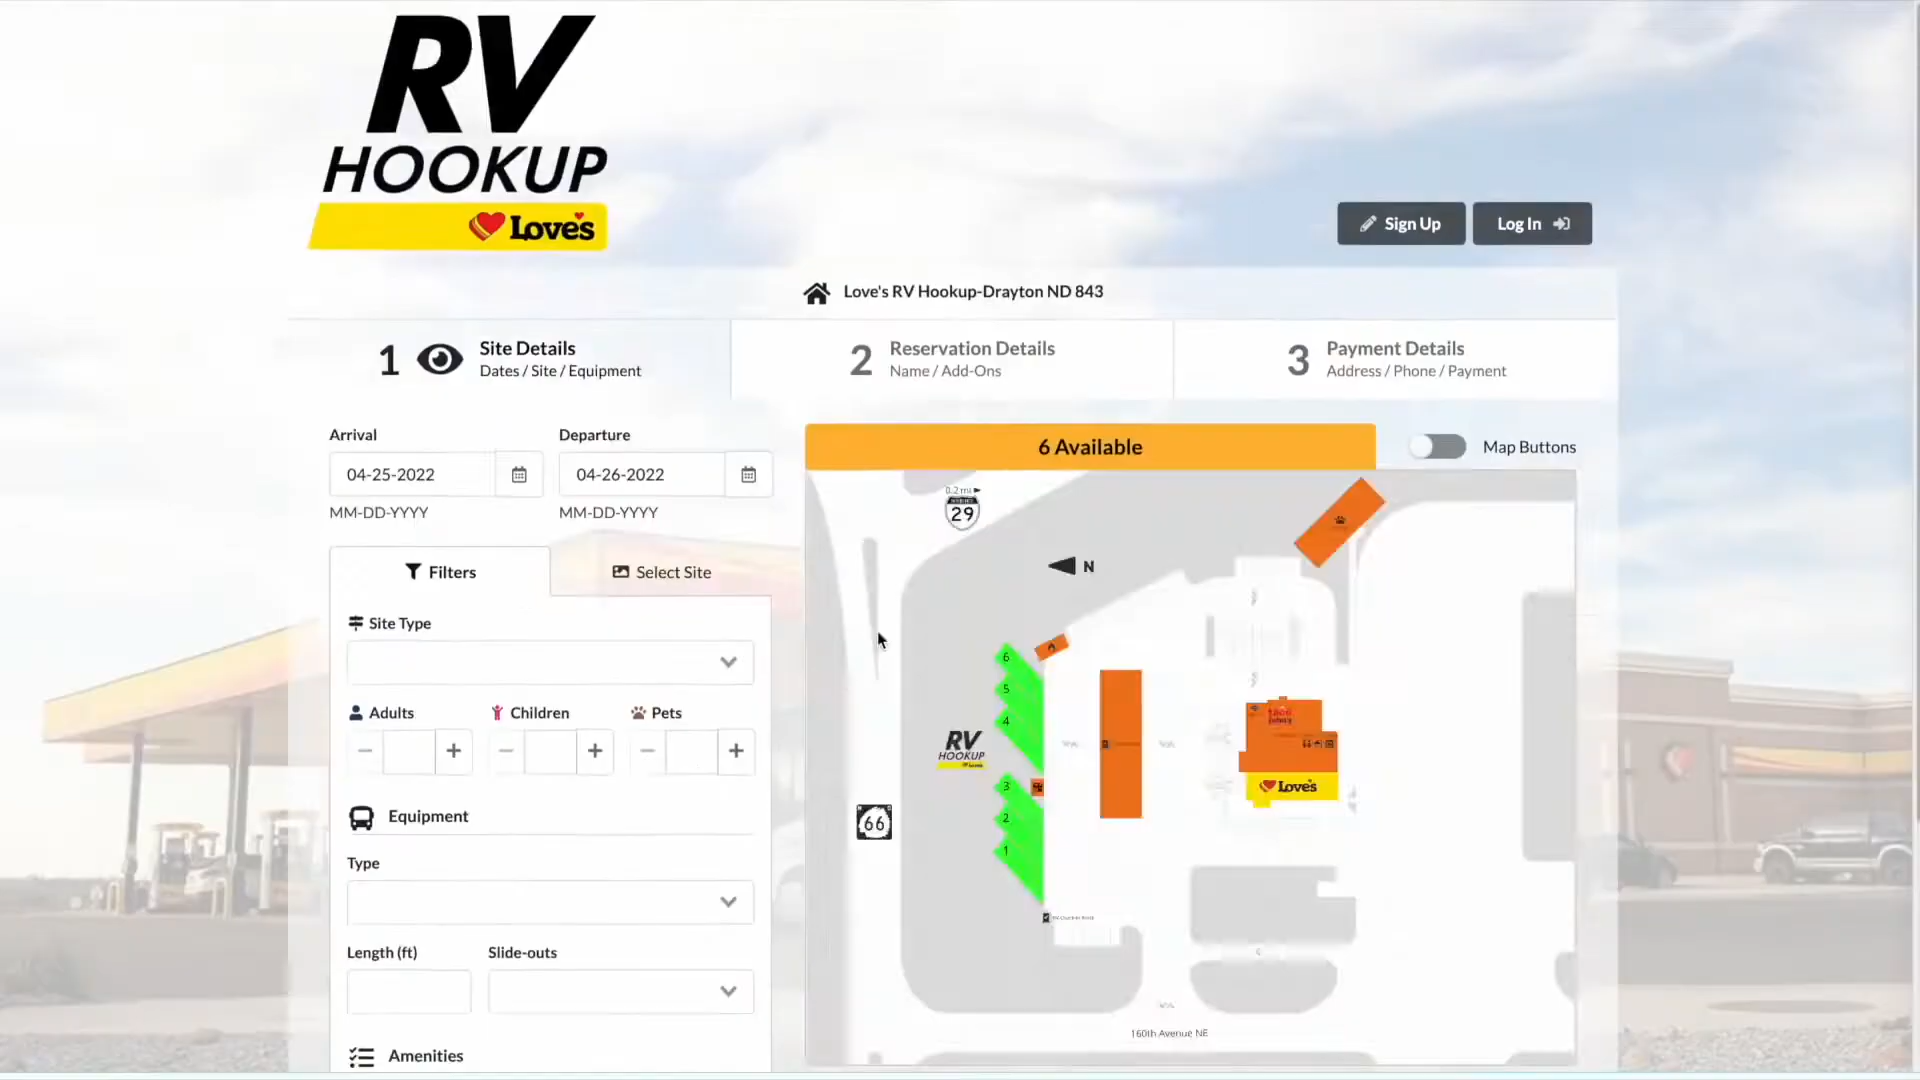 RV
HOOKUP
Love's
Sign Up
Log In
Love's RV Hookup-Drayton ND 843
1
Site Details
Dates / Site / Equipment
2
Reservation Details
Name / Add-Ons
3
Payment Details
Address / Phone / Payment
Arrival
04-25-2022
MM-DD-YYYY
Departure
04-26-2022
MM-DD-YYYY
Filters
Select Site
Site Type
Adults
Children
Pets
Equipment
Type
Length (ft)
Slide-outs
Amenities
6 Available
Map Buttons
0.2 mi
29
N
6
5
4
3
2
1
RV
HOOKUP
66
Love's
160th Avenue NE